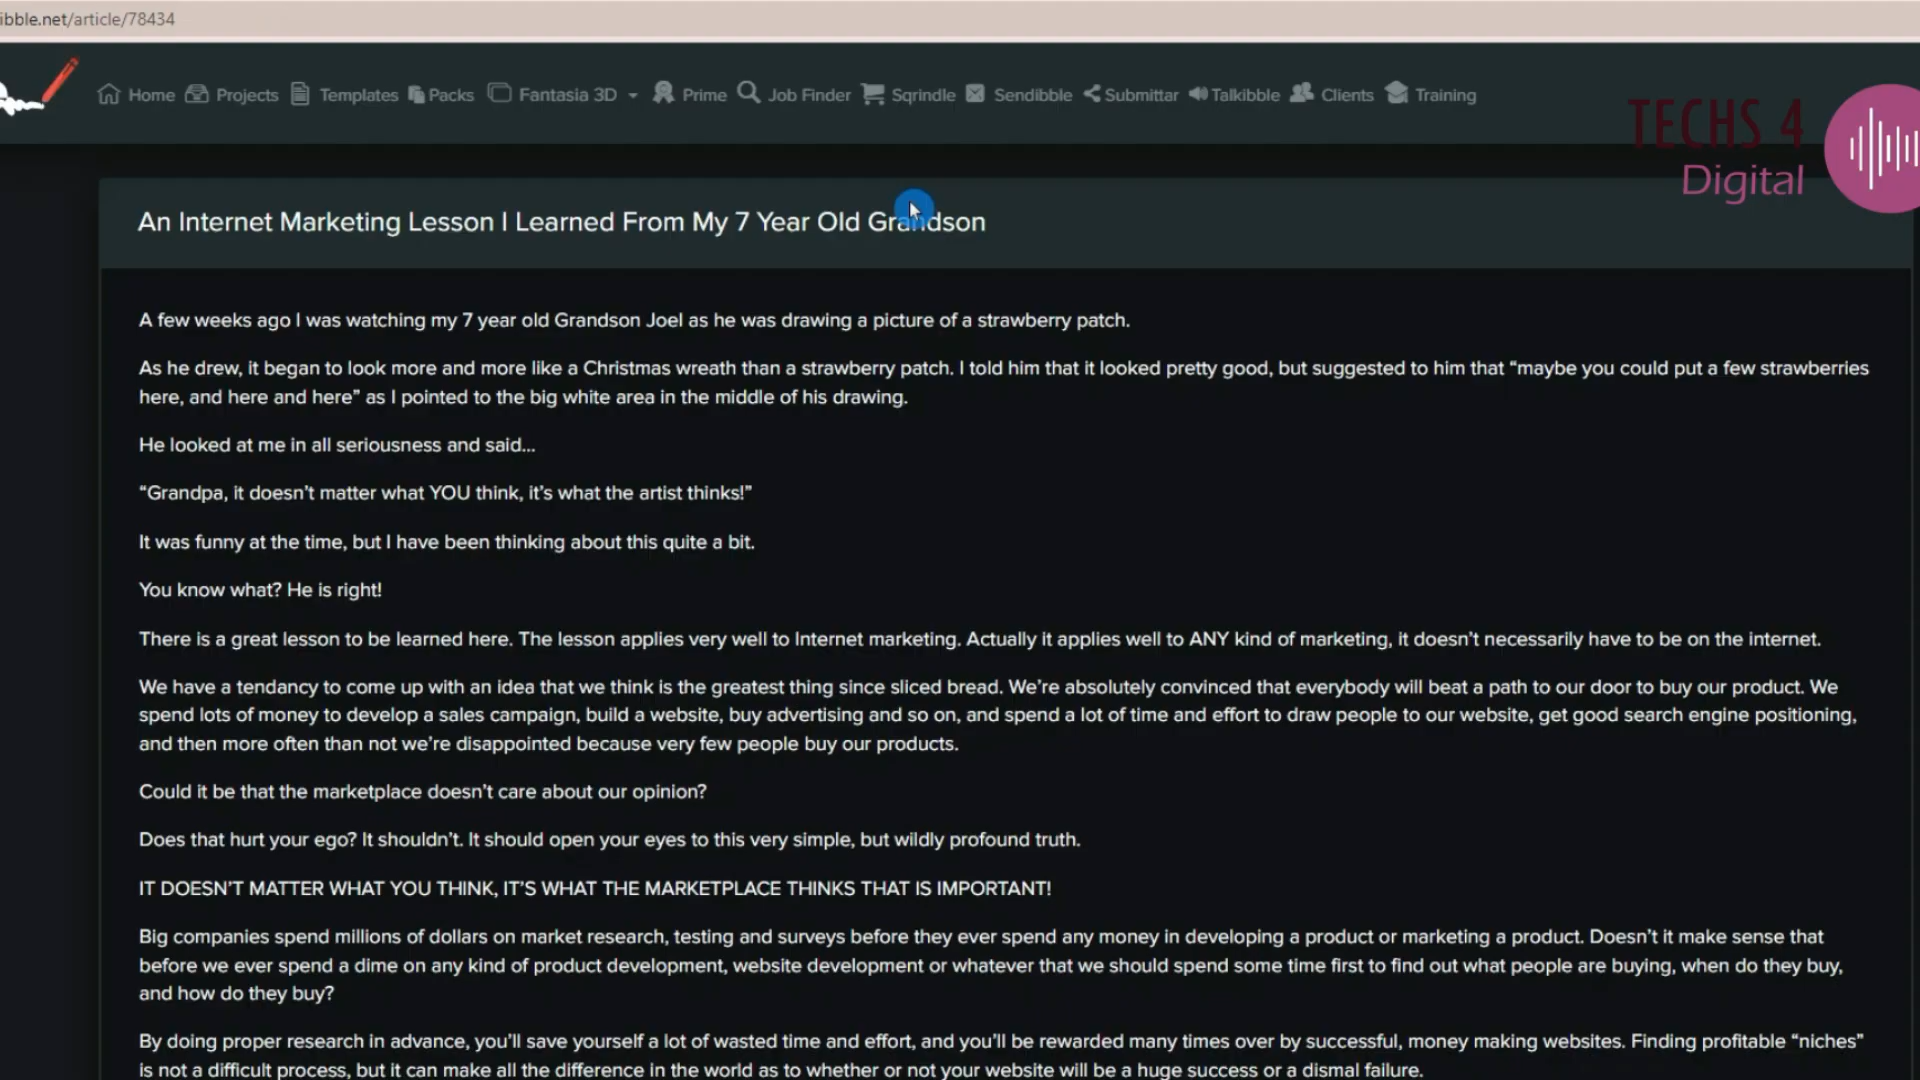 ibble.net/article/78434
Home Projects Templates Packs Fantasia 3D Prime Job Finder Sqrindle Sendibble Submittar Talkibble Clients Training
TECHS 4
Digital
An Internet Marketing Lesson I Learned From My 7 Year Old Grandson
A few weeks ago I was watching my 7 year old Grandson Joel as he was drawing a picture of a strawberry patch.
As he drew, it began to look more and more like a Christmas wreath than a strawberry patch. I told him that it looked pretty good, but suggested to him that “maybe you could put a few strawberries
here, and here and here” as I pointed to the big white area in the middle of his drawing.
He looked at me in all seriousness and said...
“Grandpa, it doesn’t matter what YOU think, it’s what the artist thinks!”
It was funny at the time, but I have been thinking about this quite a bit.
You know what? He is right!
There is a great lesson to be learned here. The lesson applies very well to Internet marketing. Actually it applies well to ANY kind of marketing, it doesn’t necessarily have to be on the internet.
We have a tendancy to come up with an idea that we think is the greatest thing since sliced bread. We’re absolutely convinced that everybody will beat a path to our door to buy our product. We
spend lots of money to develop a sales campaign, build a website, buy advertising and so on, and spend a lot of time and effort to draw people to our website, get good search engine positioning,
and then more often than not we’re disappointed because very few people buy our products.
Could it be that the marketplace doesn’t care about our opinion?
Does that hurt your ego? It shouldn’t. It should open your eyes to this very simple, but wildly profound truth.
IT DOESN’T MATTER WHAT YOU THINK, IT’S WHAT THE MARKETPLACE THINKS THAT IS IMPORTANT!
Big companies spend millions of dollars on market research, testing and surveys before they ever spend any money in developing a product or marketing a product. Doesn’t it make sense that
before we ever spend a dime on any kind of product development, website development or whatever that we should spend some time first to find out what people are buying, when do they buy,
and how do they buy?
By doing proper research in advance, you’ll save yourself a lot of wasted time and effort, and you’ll be rewarded many times over by successful, money making websites. Finding profitable “niches”
is not a difficult process, but it can make all the difference in the world as to whether or not your website will be a huge success or a dismal failure.